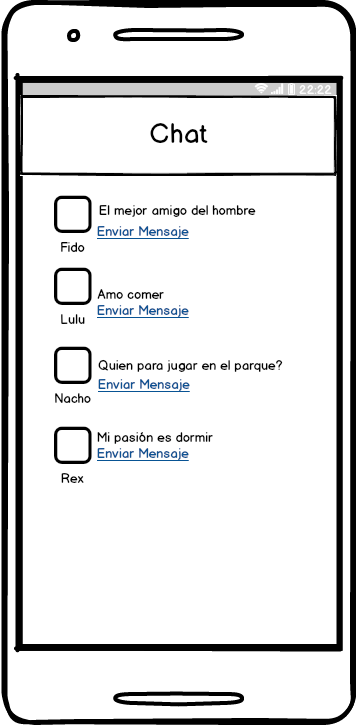 22:22
Chat
El mejor amigo del hombre
Enviar Mensaje
Fido
Amo comer
Enviar Mensaje
Lulu
Quien para jugar en el parque?
Enviar Mensaje
Nacho
Mi pasión es dormir
Enviar Mensaje
Rex